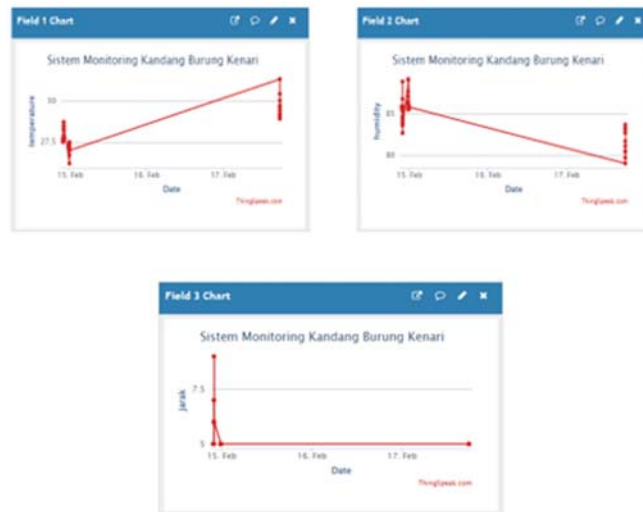 Field 1 Chart
Sistem Monitoring Kandang Burung Kenari
temperature
30
27.5
15. Feb
16. Feb
17. Feb
Date
ThingSpeak.com
Field 2 Chart
Sistem Monitoring Kandang Burung Kenari
humidity
85
80
15. Feb
16. Feb
17. Feb
Date
ThingSpeak.com
Field 3 Chart
Sistem Monitoring Kandang Burung Kenari
Jarak
7.5
5
15. Feb
16. Feb
17. Feb
Date
ThingSpeak.com